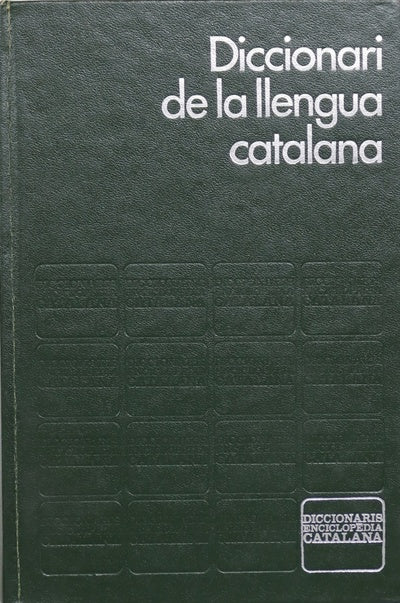 Diccionari
de la llengua
catalana
DICCIONARIS
ENCICLOPÈDIA
CATALANA